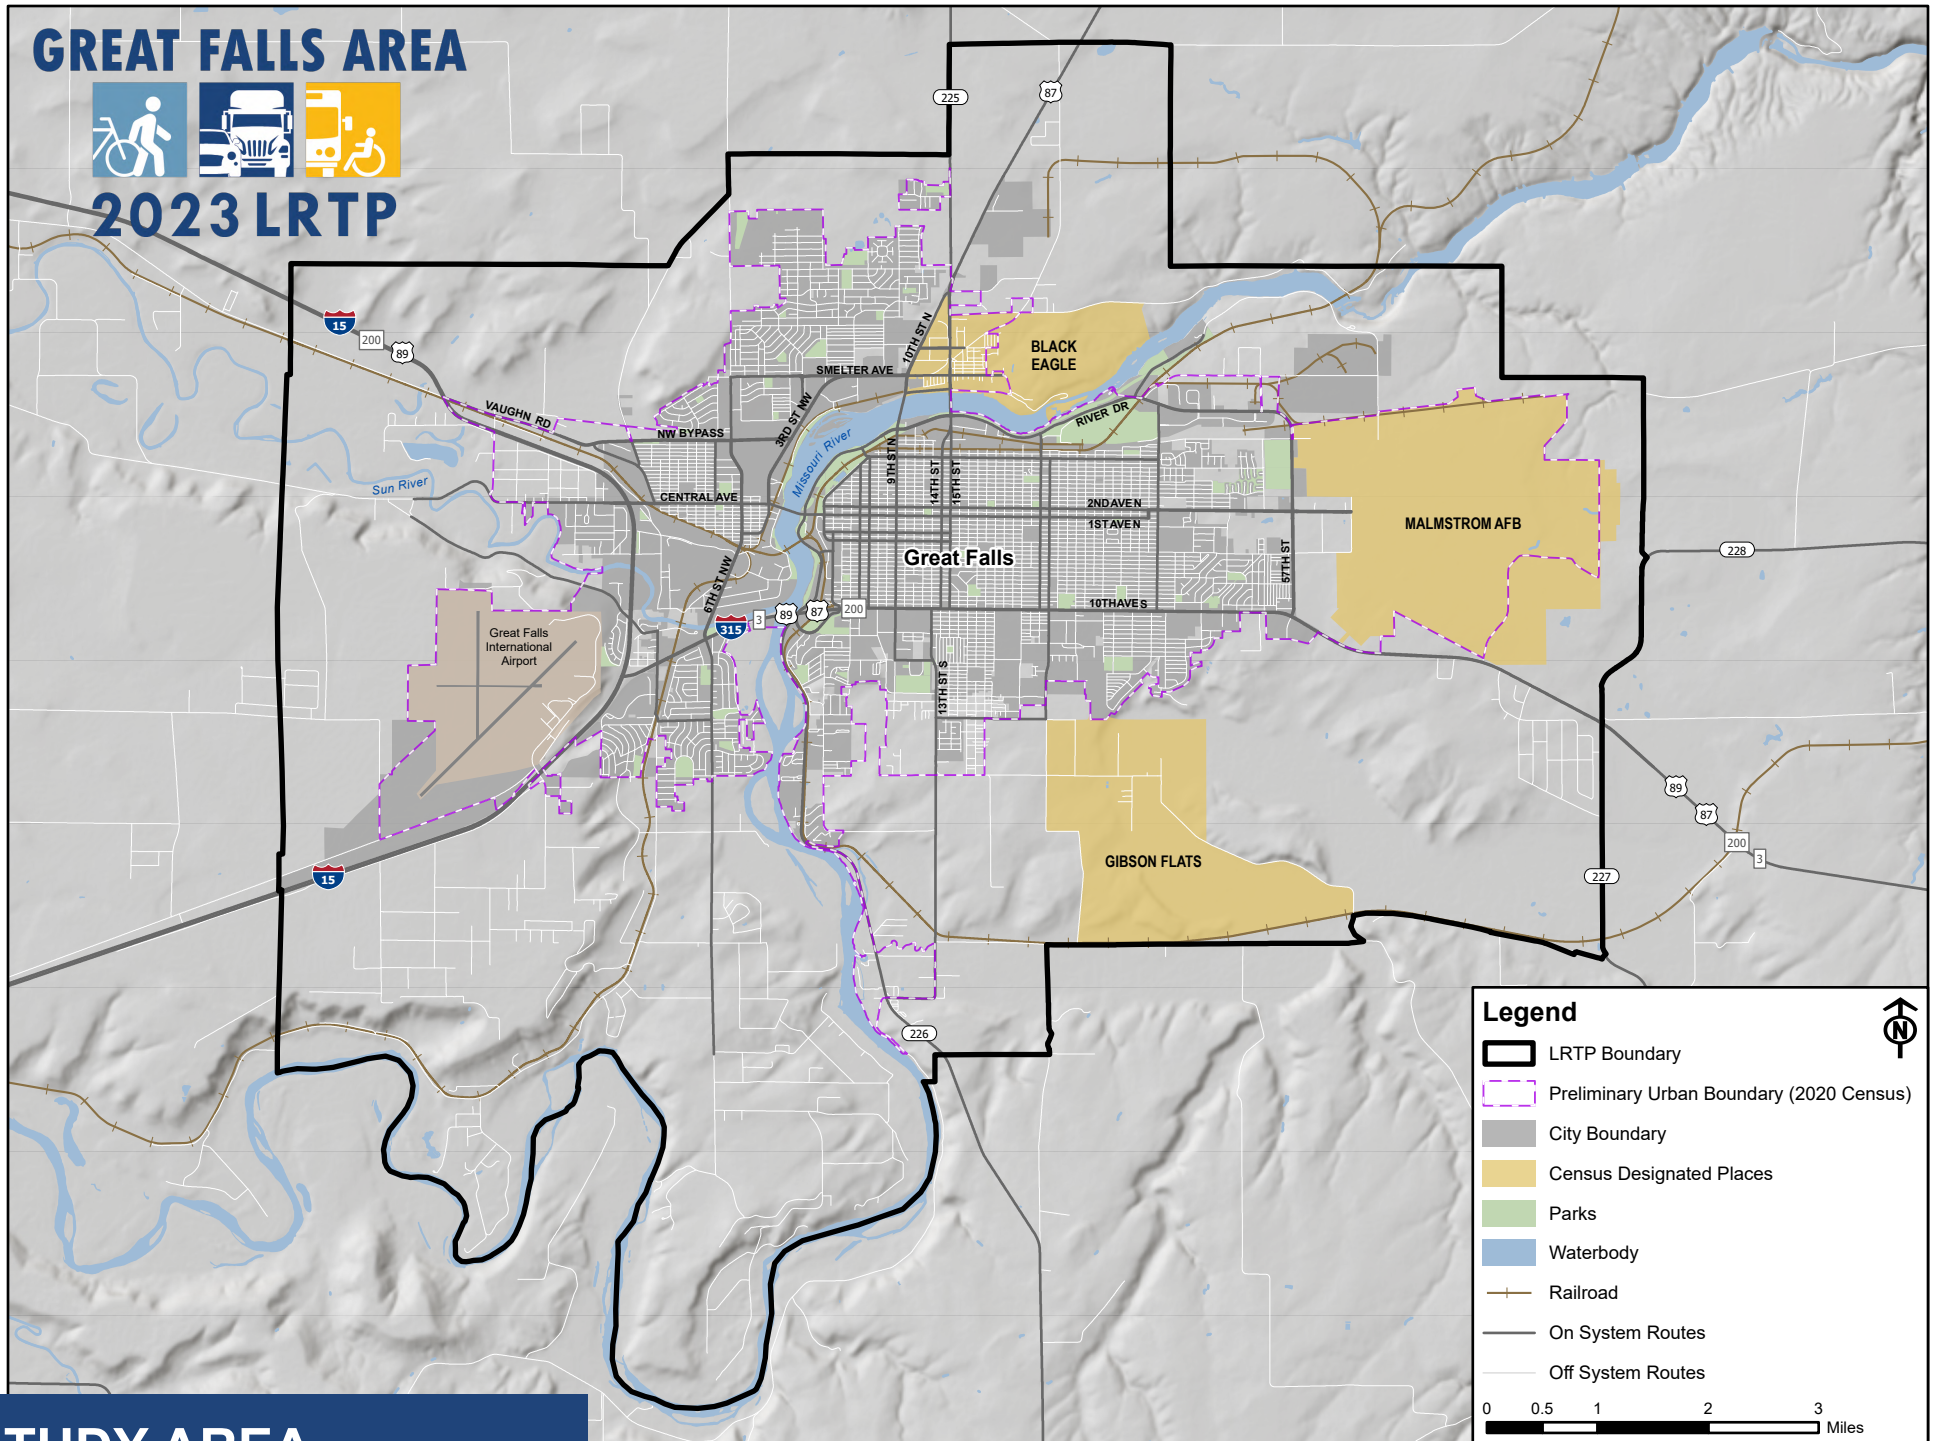 GREAT FALLS AREA
2023 LRTP
225
87
15
200
89
VAUGHN RD
NW BYPASS
SMELTER AVE
10TH ST N
3RD ST NW
BLACK
EAGLE
RIVER DR
Missouri River
Sun River
CENTRAL AVE
9TH ST N
14TH ST
15TH ST
2ND AVE N
1ST AVE N
MALMSTROM AFB
Great Falls
57TH ST
228
6TH ST NW
10TH AVE S
315
3
89
87
200
Great Falls
International
Airport
13TH ST S
89
87
200
3
GIBSON FLATS
15
227
226
Legend
N
LRTP Boundary
Preliminary Urban Boundary (2020 Census)
City Boundary
Census Designated Places
Parks
Waterbody
Railroad
On System Routes
Off System Routes
0 0.5 1 2 3
Miles